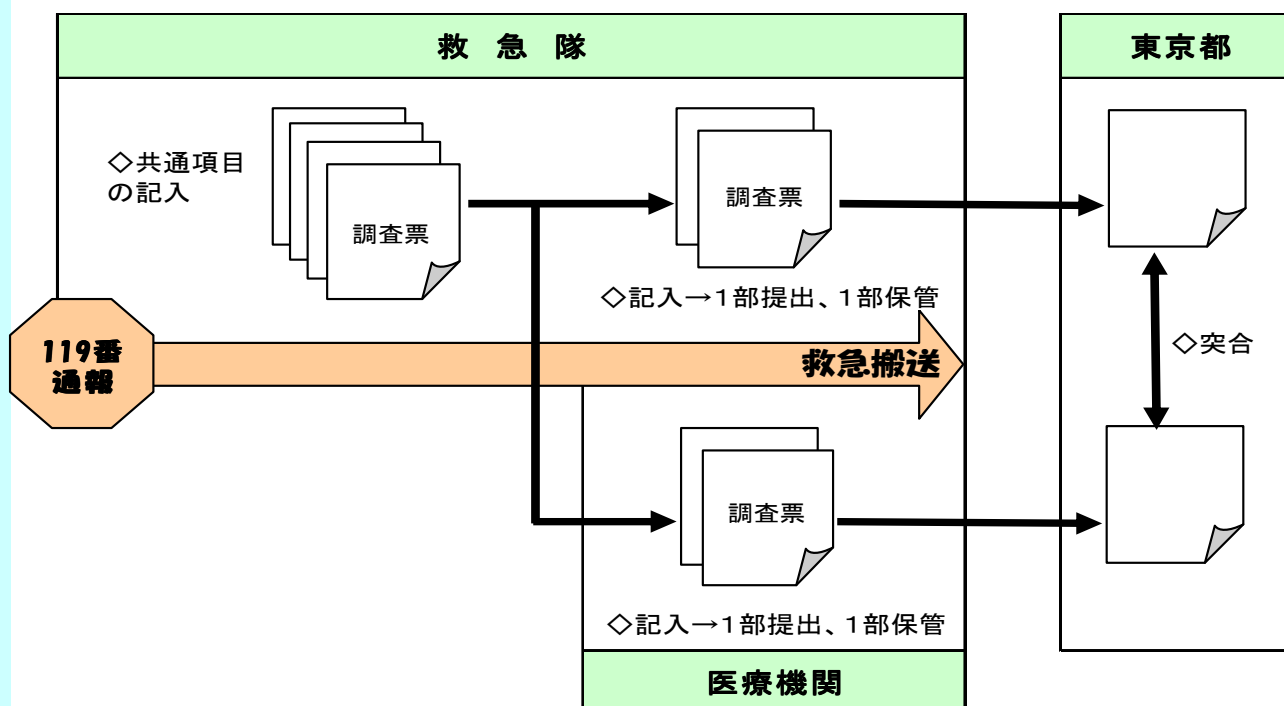 救急隊
東京都
◇共通項目
の記入
調査票
調査票
◇記入→1部提出、1部保管
119番
通報
救急搬送
◇突合
調査票
◇記入→1部提出、1部保管
医療機関